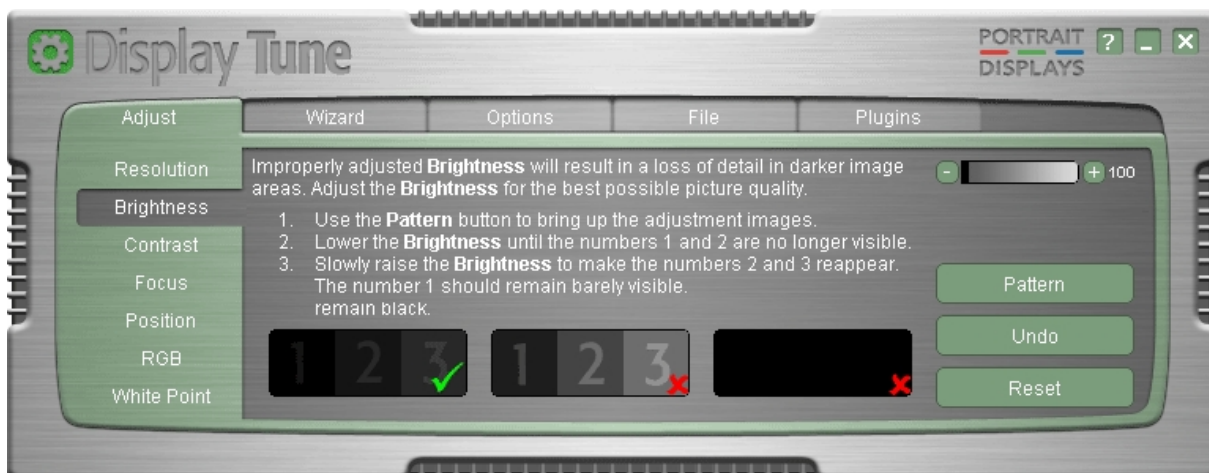 Display Tune
PORTRAIT
DISPLAYS
?
Adjust Wizard Options File Plugins
Resolution
Brightness
Contrast
Focus
Position
RGB
White Point
Improperly adjusted Brightness will result in a loss of detail in darker image
areas. Adjust the Brightness for the best possible picture quality.
1. Use the Pattern button to bring up the adjustment images.
2. Lower the Brightness until the numbers 1 and 2 are no longer visible.
3. Slowly raise the Brightness to make the numbers 2 and 3 reappear.
The number 1 should remain barely visible.
remain black.
1 2 3
1 2 3
- + 100
Pattern
Undo
Reset